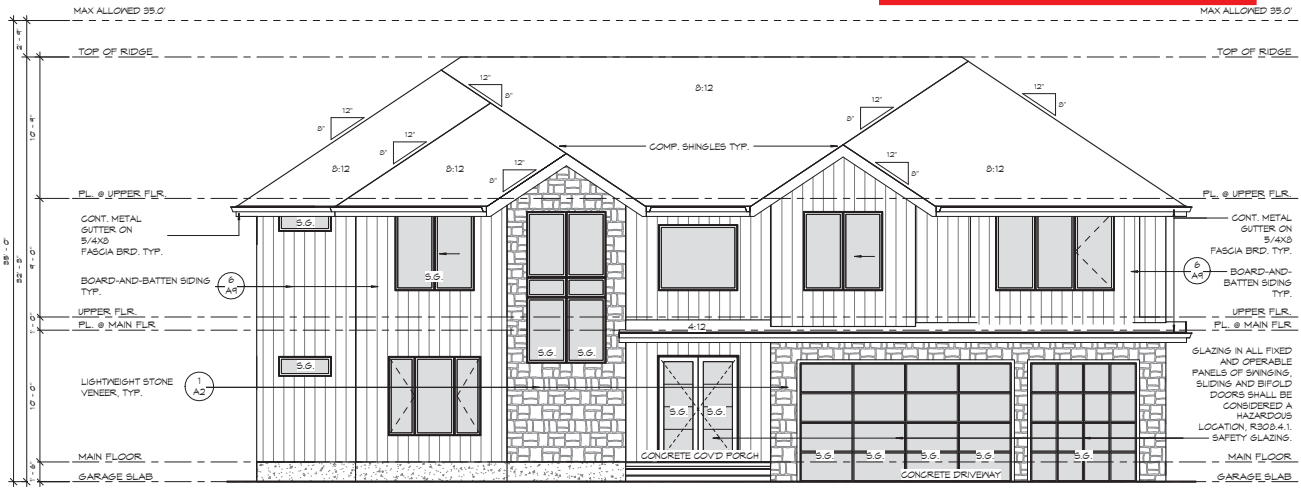 MAX ALLOWED 35.0'
MAX ALLOWED 35.0'
TOP OF RIDGE
TOP OF RIDGE
12"
8"
12"
8"
12"
8"
12"
8"
12"
8"
12"
8"
12"
8"
8:12
8:12
8:12
8:12
COMP. SHINGLES TYP.
PL. @ UPPER FLR.
PL. @ UPPER FLR.
CONT. METAL
GUTTER ON
5/4X8
FASCIA BRD. TYP.
BOARD-AND-BATTEN SIDING
TYP.
6
A9
UPPER FLR.
PL. @ MAIN FLR
LIGHTWEIGHT STONE
VENEER, TYP.
1
A2
MAIN FLOOR
GARAGE SLAB
S.G.
S.G.
S.G.
S.G.
S.G.
4:12
S.G.
S.G.
CONCRETE COV'D PORCH
S.G.
S.G.
S.G.
S.G.
S.G.
CONCRETE DRIVEWAY
CONT. METAL
GUTTER ON
5/4X8
FASCIA BRD. TYP.
6
A9
BOARD-AND-
BATTEN SIDING
TYP.
UPPER FLR.
PL. @ MAIN FLR
GLAZING IN ALL FIXED
AND OPERABLE
PANELS OF SWINGING,
SLIDING AND BIFOLD
DOORS SHALL BE
CONSIDERED A
HAZARDOUS
LOCATION, R308.4.1.
SAFETY GLAZING.
MAIN FLOOR
GARAGE SLAB
35'-0"
9'-0"
1'-0"
10'-0"
1'-6"